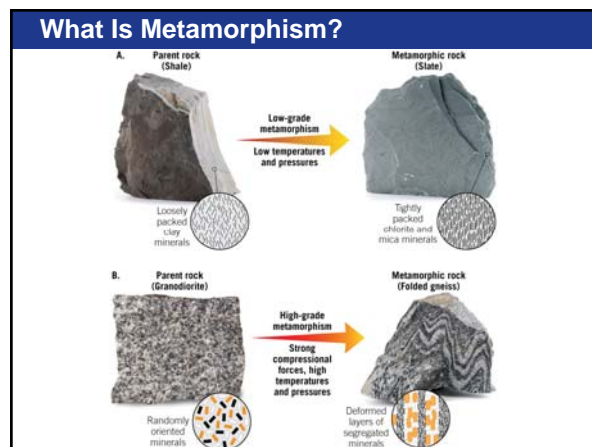 What Is Metamorphism?
A.
Parent rock
(Shale)
Metamorphic rock
(Slate)
Low-grade
metamorphism
Low temperatures
and pressures
Loosely
packed
clay
minerals
Tightly
packed
chlorite and
mica minerals
B.
Parent rock
(Granodiorite)
Metamorphic rock
(Folded gneiss)
High-grade
metamorphism
Strong
compressional
forces, high
temperatures
and pressures
Randomly
oriented
minerals
Deformed
layers of
segregated
minerals